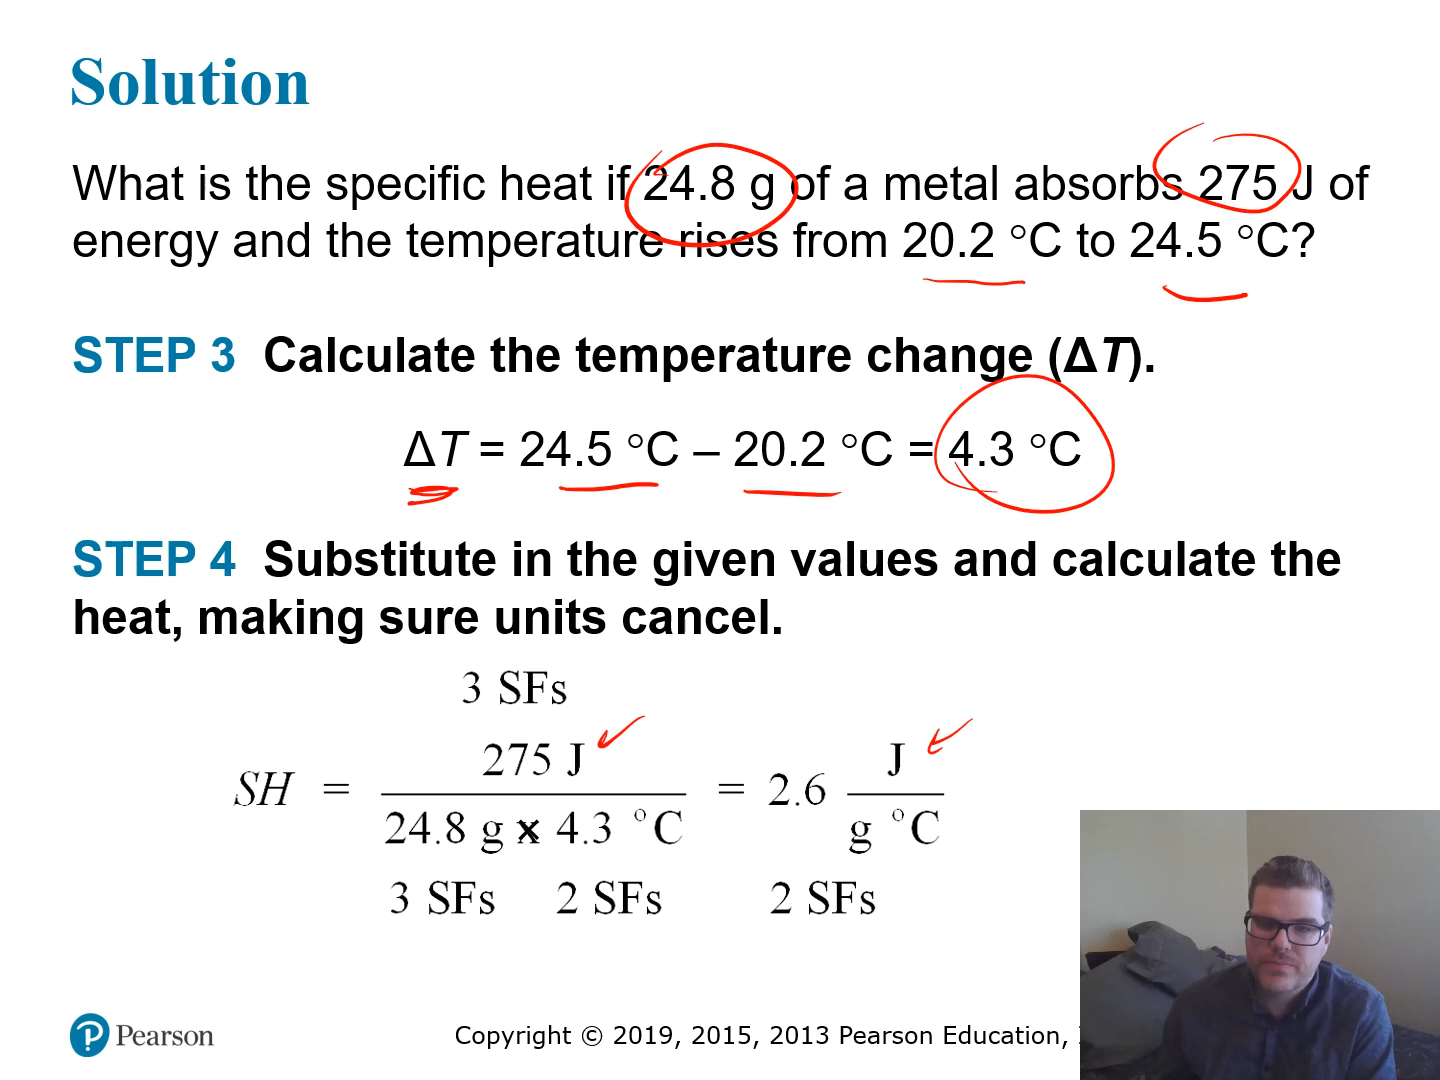 Solution
What is the specific heat if 24.8 g of a metal absorbs 275 J of
energy and the temperature rises from 20.2 °C to 24.5 °C?
STEP 3 Calculate the temperature change (ΔT).
ΔT = 24.5 °C – 20.2 °C = 4.3 °C
STEP 4 Substitute in the given values and calculate the
heat, making sure units cancel.
3 SFs
275 J J
SH = = 2.6
24.8 g x 4.3 °C g °C
3 SFs 2 SFs 2 SFs
Pearson
Copyright © 2019, 2015, 2013 Pearson Education,